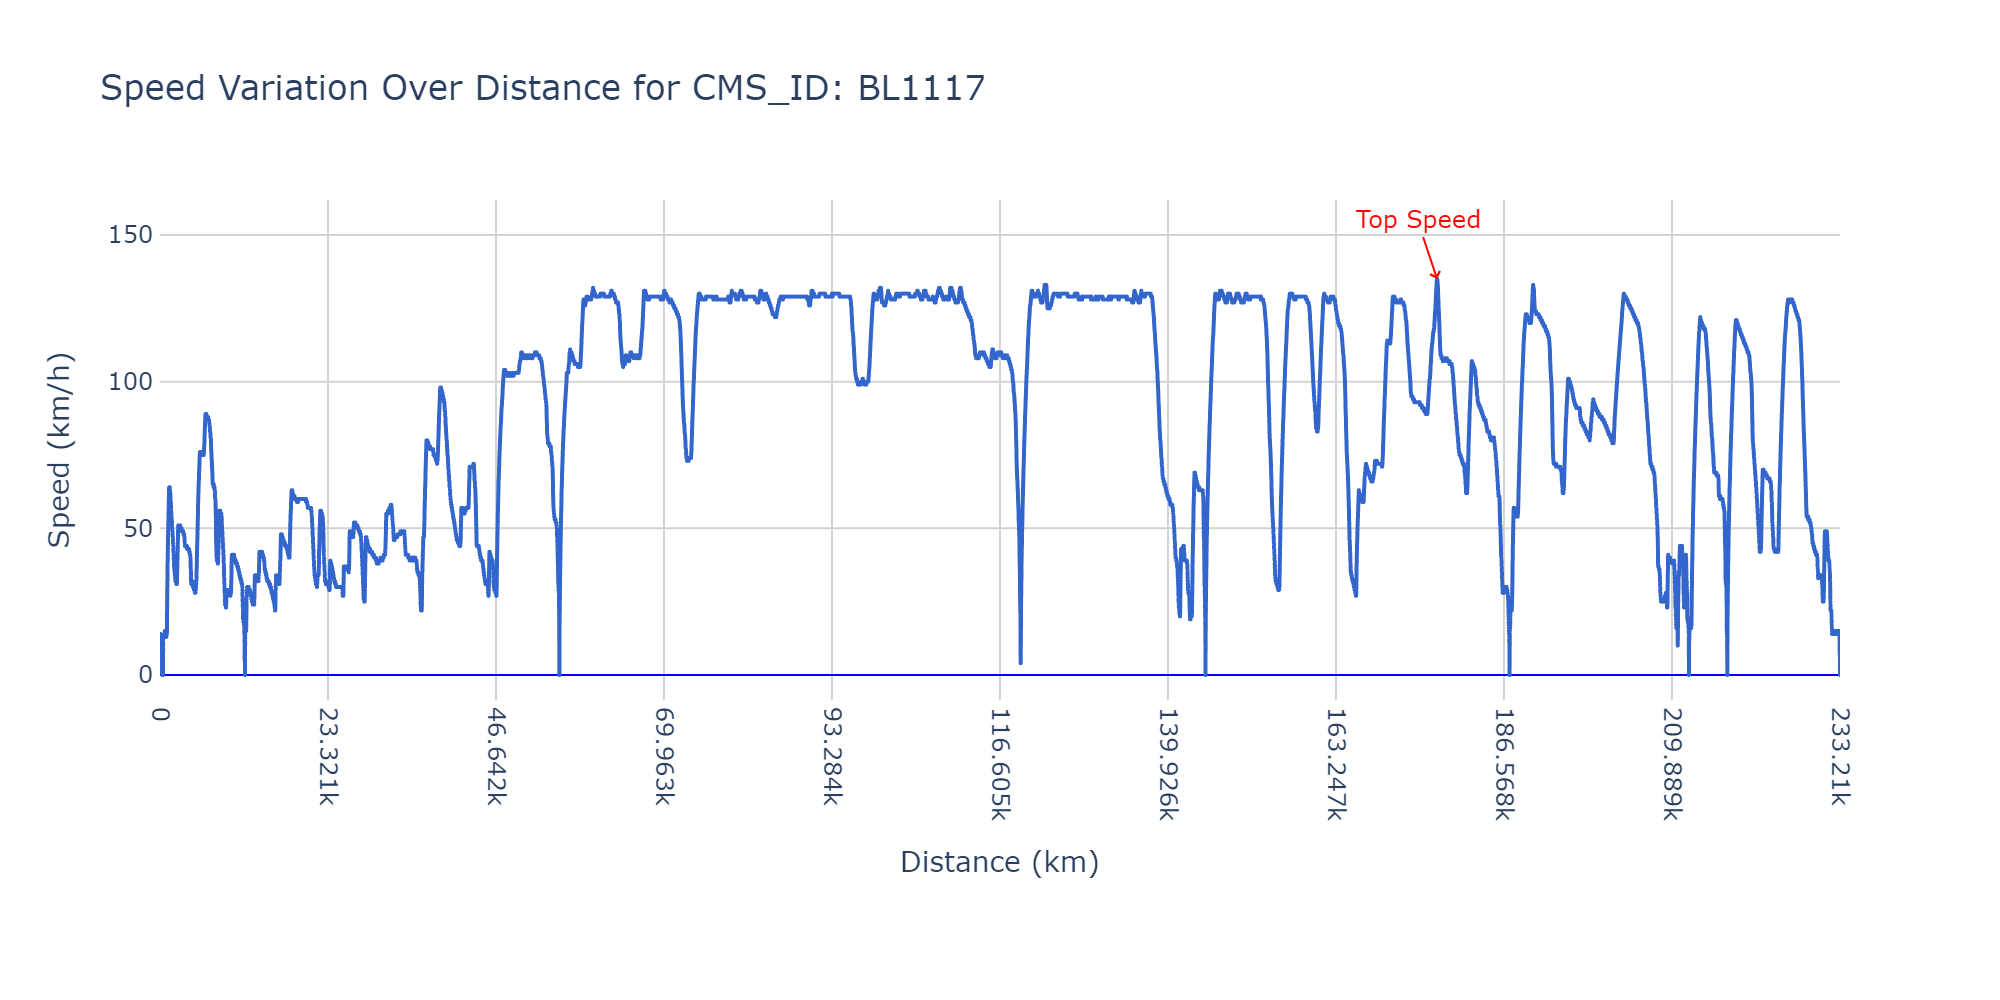 Speed Variation Over Distance for CMS_ID: BL1117
Top Speed
150
100
50
0
Speed (km/h)
0
23.321k
46.642k
69.963k
93.284k
116.605k
139.926k
163.247k
186.568k
209.889k
233.21k
Distance (km)